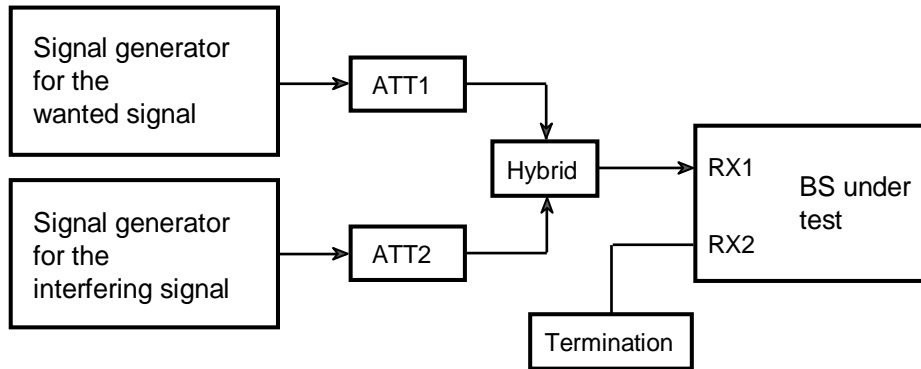 Signal generator
for the
wanted signal
ATT1
Hybrid
RX1
BS under
test
RX2
Signal generator
for the
interfering signal
ATT2
Termination